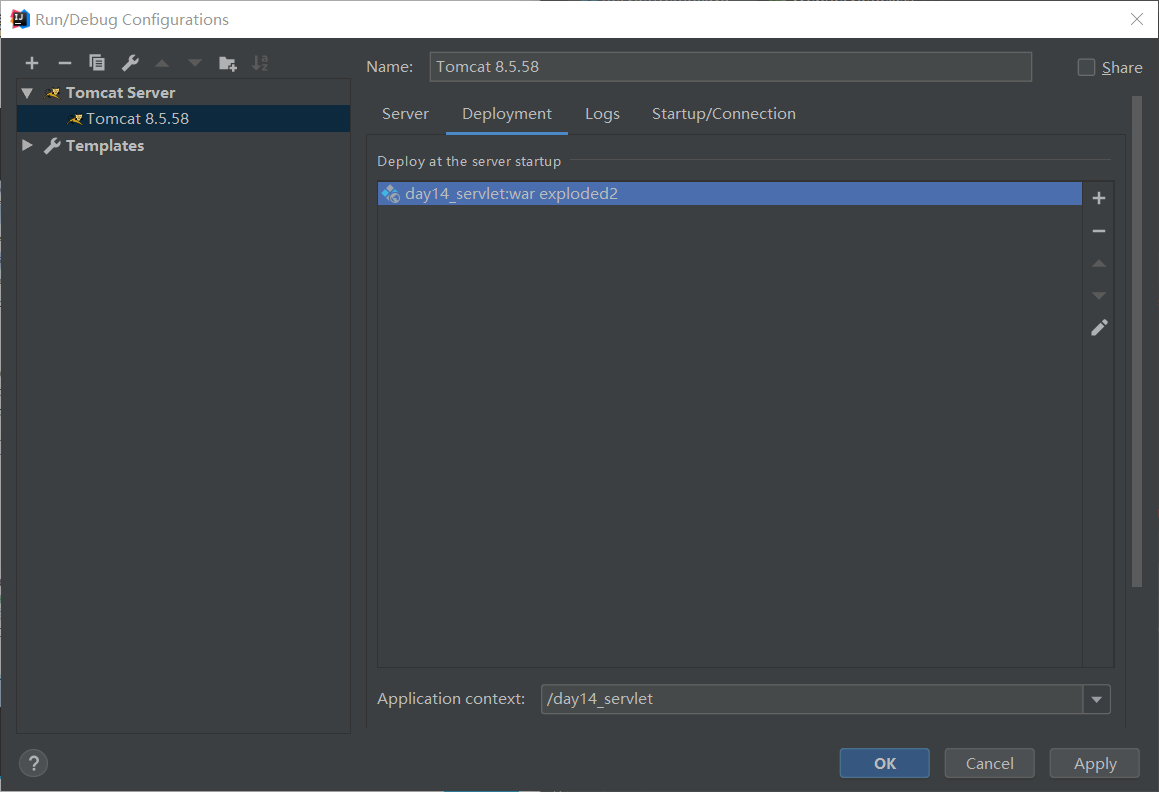 Run/Debug Configurations
Name: Tomcat 8.5.58 Share
Tomcat Server
Tomcat 8.5.58
Templates
Server Deployment Logs Startup/Connection
Deploy at the server startup
day14_servlet:war exploded2
Application context: /day14_servlet
? OK Cancel Apply